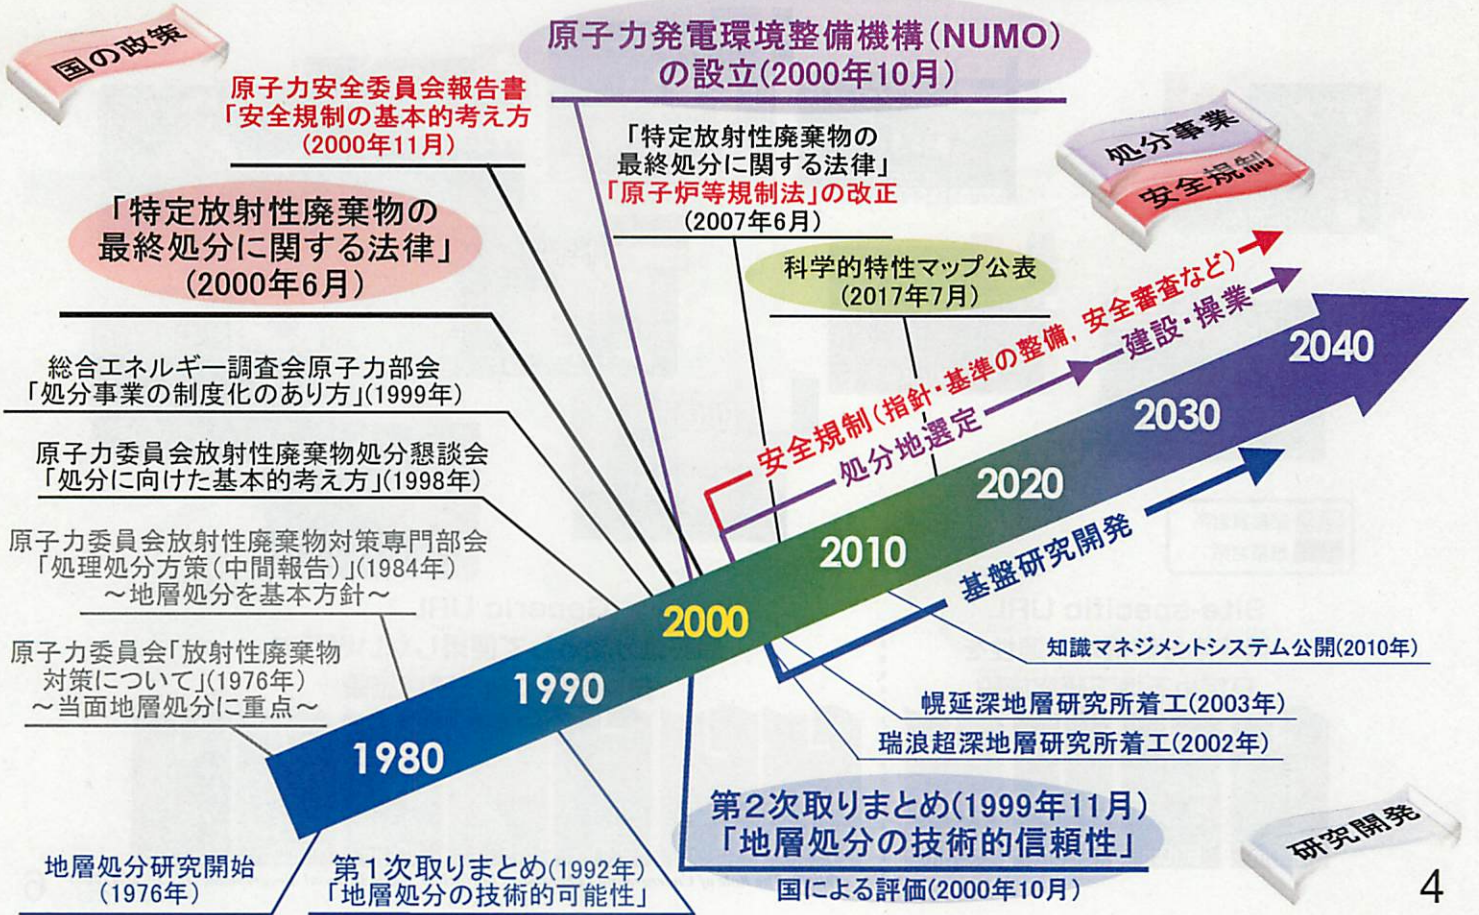 国の政策
原子力発電環境整備機構(NUMO)
の設立(2000年10月)
原子力安全委員会報告書
「安全規制の基本的考え方
(2000年11月)
「特定放射性廃棄物の
最終処分に関する法律」
「原子炉等規制法」の改正
(2007年6月)
処分事業
安全規制
「特定放射性廃棄物の
最終処分に関する法律」
(2000年6月)
科学的特性マップ公表
(2017年7月)
総合エネルギー調査会原子力部会
「処分事業の制度化のあり方」(1999年)
原子力委員会放射性廃棄物処分懇談会
「処分に向けた基本的考え方」(1998年)
原子力委員会放射性廃棄物対策専門部会
「処理処分方策(中間報告)」(1984年)
～地層処分を基本方針～
原子力委員会「放射性廃棄物
対策について」(1976年)
～当面地層処分に重点～
安全規制(指針・基準の整備, 安全審査など)
処分地選定
建設・操業
1980
1990
2000
2010
2020
2030
2040
基盤研究開発
知識マネジメントシステム公開(2010年)
幌延深地層研究所着工(2003年)
瑞浪超深地層研究所着工(2002年)
第2次取りまとめ(1999年11月)
「地層処分の技術的信頼性」
国による評価(2000年10月)
地層処分研究開始
(1976年)
第1次取りまとめ(1992年)
「地層処分の技術的可能性」
研究開発
4